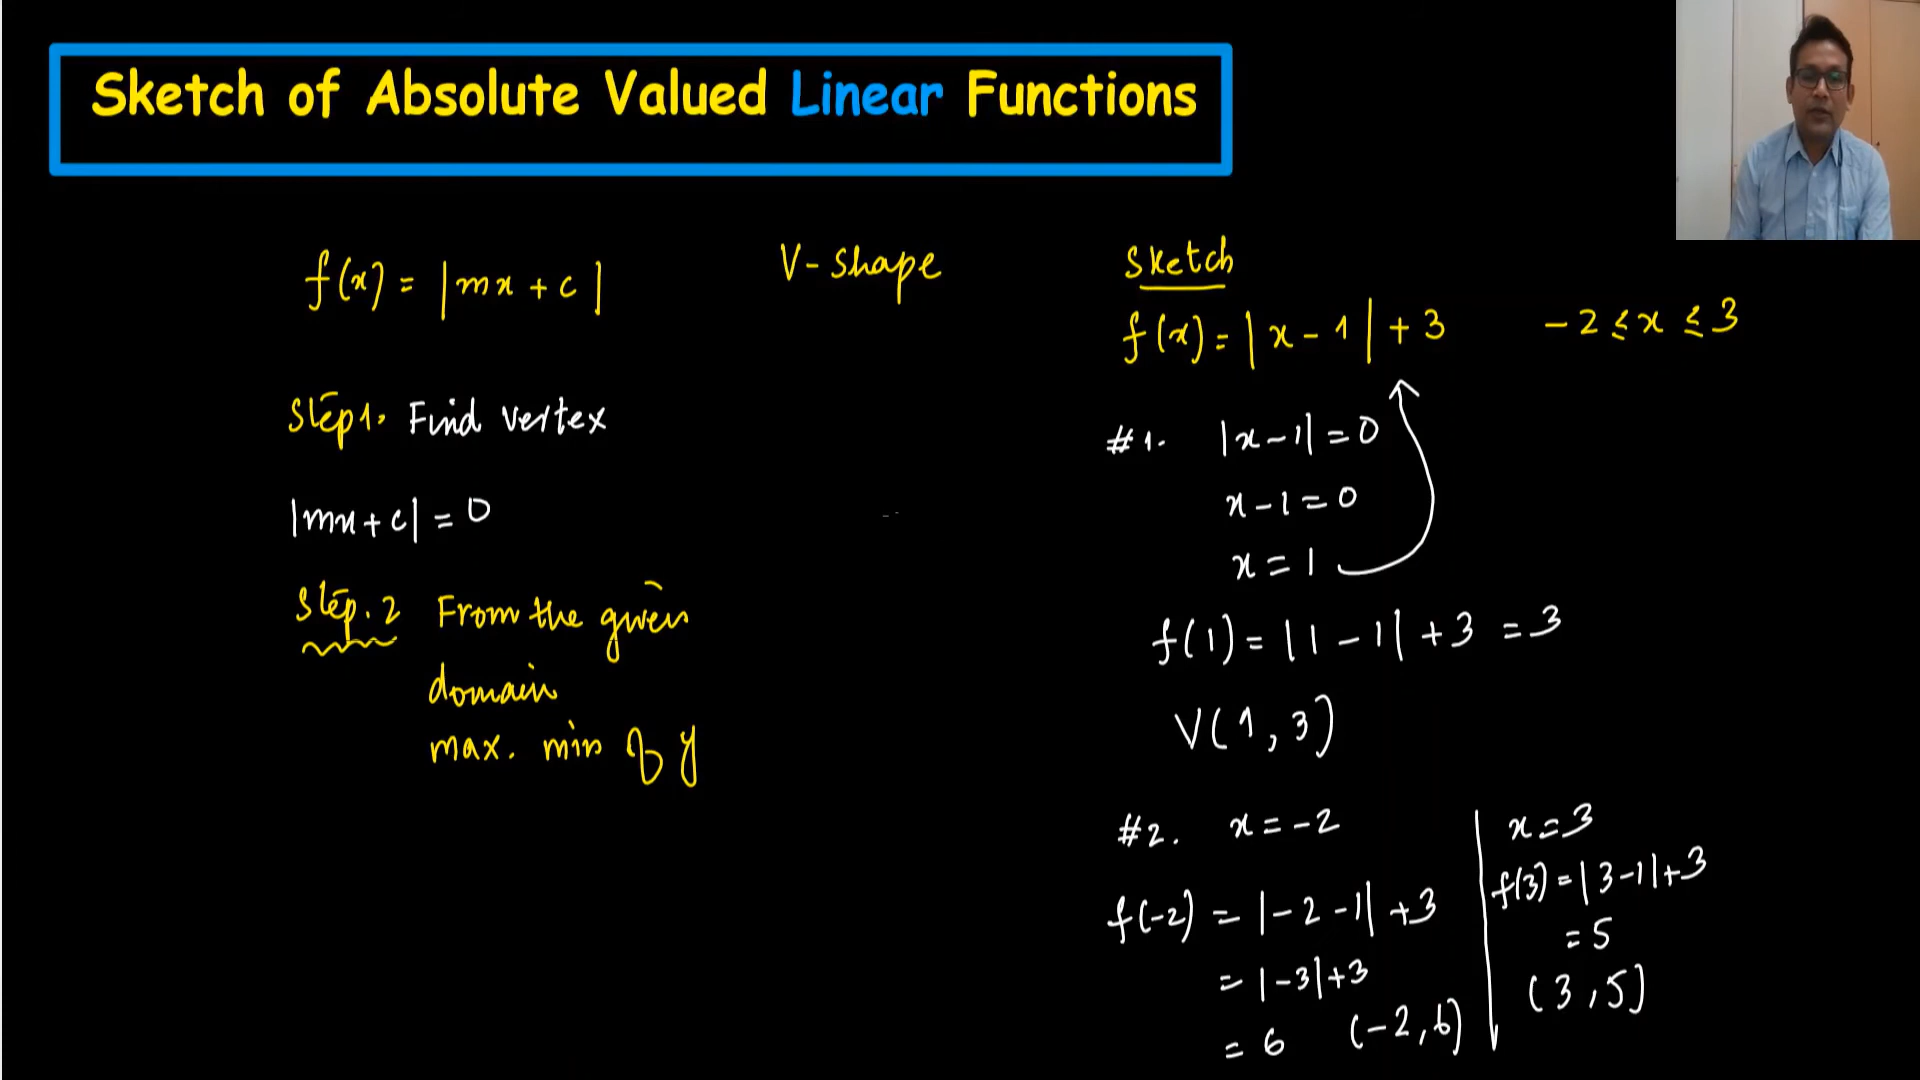 Sketch of Absolute Valued Linear Functions
f(x) = |mx + c|
V-shape
Step1. Find vertex
|mx + c| = 0
Step.2 From the given
domain
max. min of y
Sketch
f(x) = |x - 1| + 3 -2 ≤ x ≤ 3
#1. |x - 1| = 0
x - 1 = 0
x = 1
f(1) = |1 - 1| + 3 = 3
V(1, 3)
#2. x = -2
f(-2) = |-2 - 1| + 3
= |-3| + 3
= 6 (-2, 6)
x = 3
f(3) = |3 - 1| + 3
= 5
(3, 5)